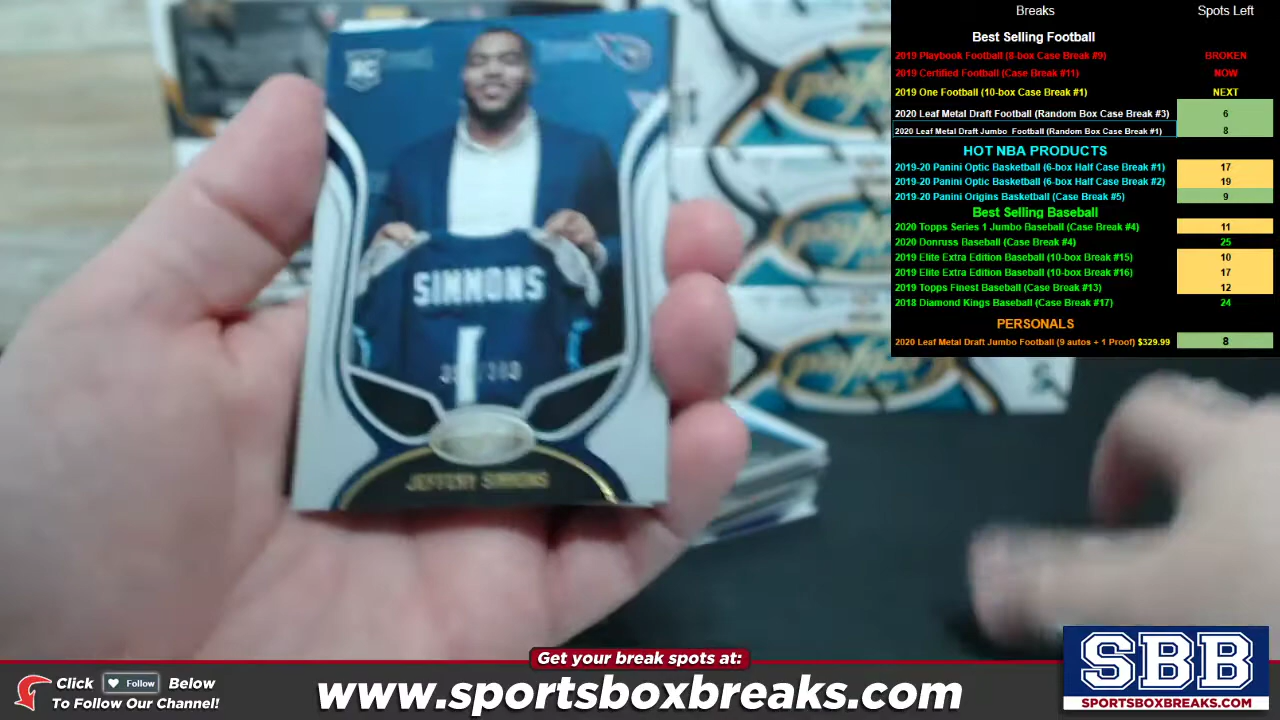 Breaks Spots Left
Best Selling Football
2019 Playbook Football (8-box Case Break #9) BROKEN
2019 Certified Football (Case Break #11) NOW
2019 One Football (10-box Case Break #1) NEXT
2020 Leaf Metal Draft Football (Random Box Case Break #3) 6
2020 Leaf Metal Draft Jumbo Football (Random Box Case Break #1) 8
HOT NBA PRODUCTS
2019-20 Panini Optic Basketball (6-box Half Case Break #1) 17
2019-20 Panini Optic Basketball (6-box Half Case Break #2) 19
2019-20 Panini Origins Basketball (Case Break #5) 9
Best Selling Baseball
2020 Topps Series 1 Jumbo Baseball (Case Break #4) 11
2020 Donruss Baseball (Case Break #4) 25
2019 Elite Extra Edition Baseball (10-box Break #15) 10
2019 Elite Extra Edition Baseball (10-box Break #16) 17
2019 Topps Finest Baseball (Case Break #13) 12
2018 Diamond Kings Baseball (Case Break #17) 24
PERSONALS
2020 Leaf Metal Draft Jumbo Football (9 autos + 1 Proof) $329.99 8
RC
SIMMONS
1
JEFFERY SIMMONS
Get your break spots at:
Click Follow Below
To Follow Our Channel!
www.sportsboxbreaks.com
SBB
SPORTSBOXBREAKS.COM